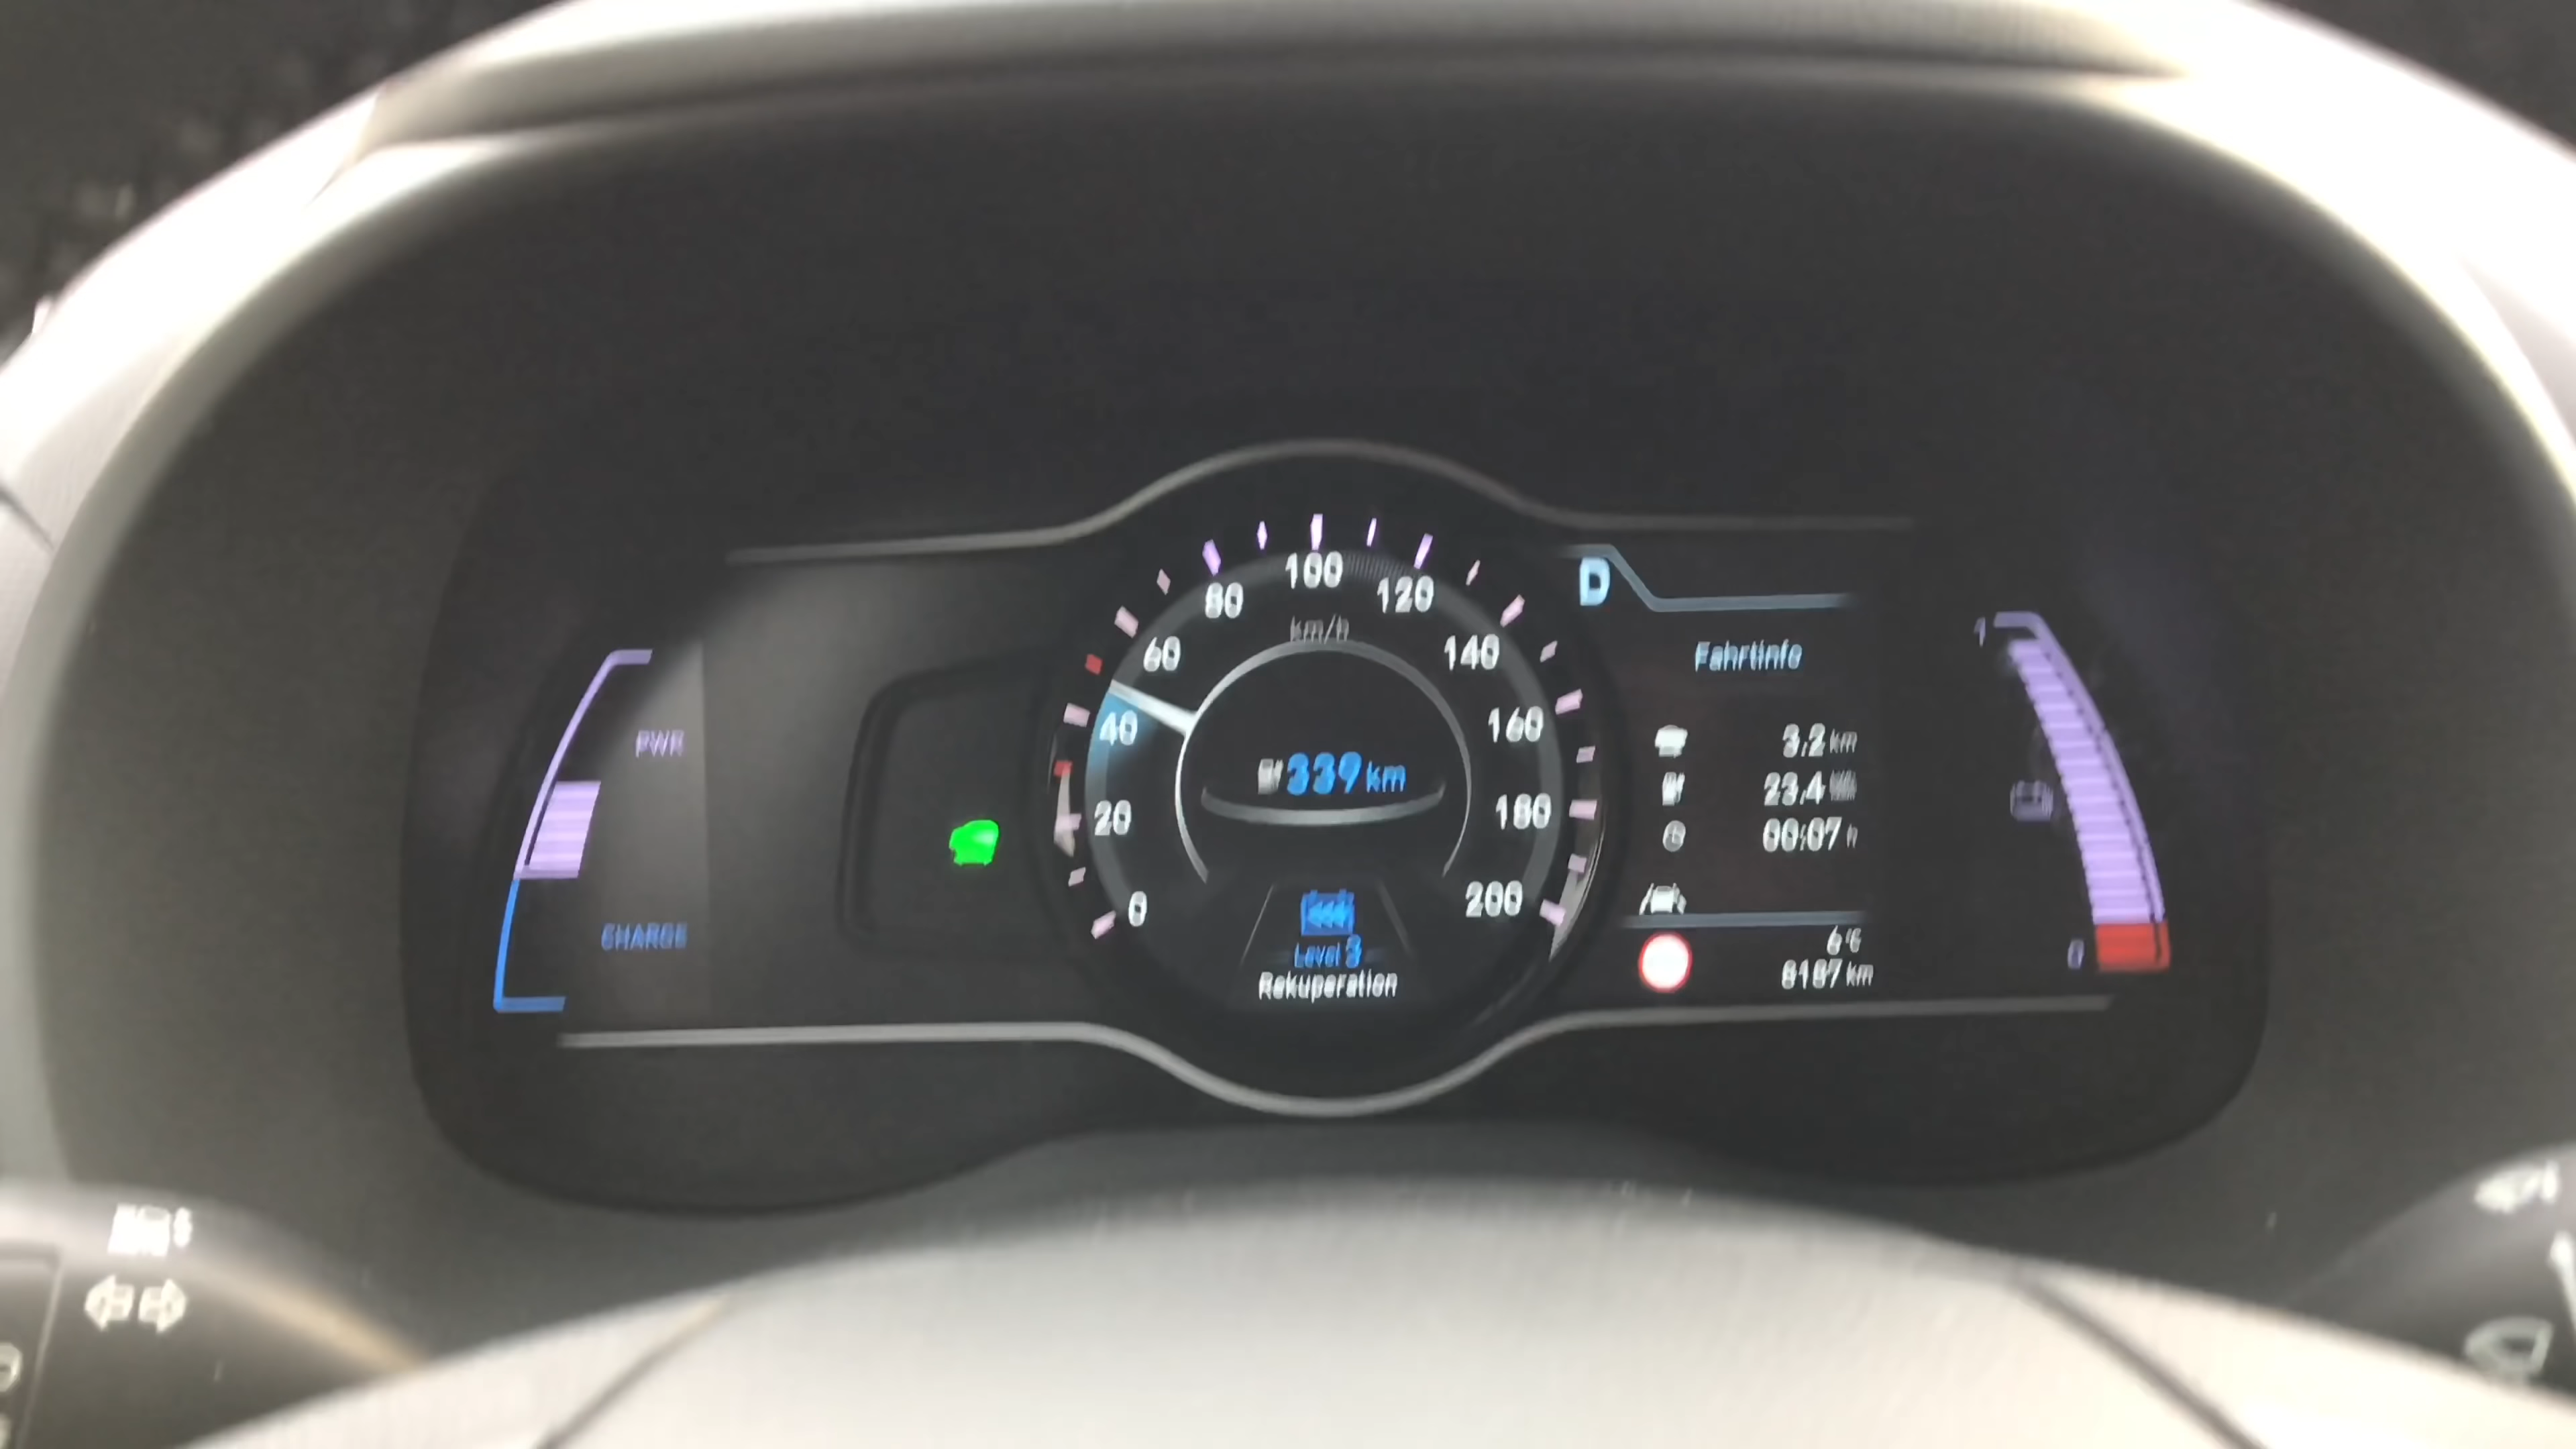 100
80
120
km/h
60
140
40
160
20
180
0
200
339 km
Level 3
Rekuperation
PWR
CHARGE
D
Fahrtinfo
3.2 km
23.4
00:07 h
6°C
8187 km
1
0